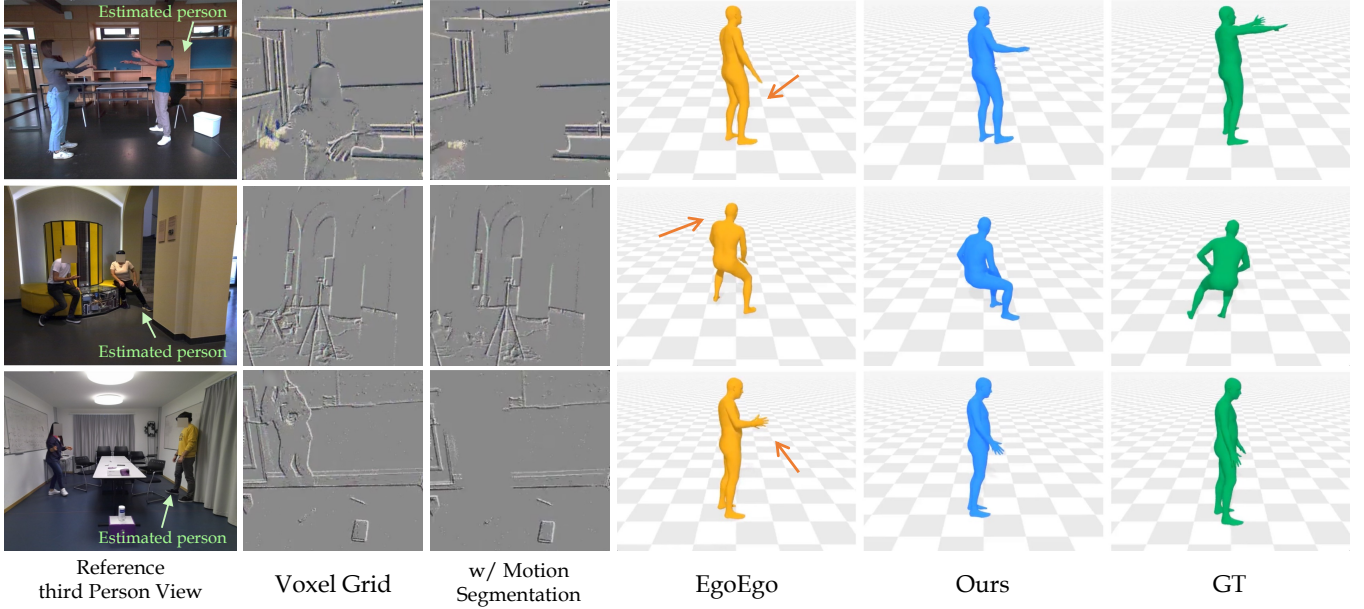 Estimated person
Estimated person
Estimated person
Reference
third Person View
Voxel Grid
w/ Motion
Segmentation
EgoEgo
Ours
GT